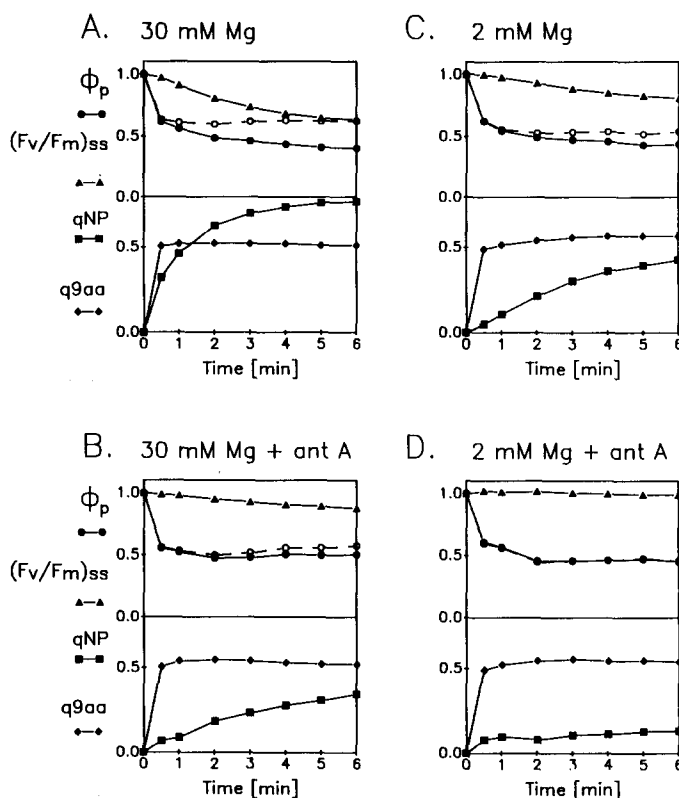 A. 30 mM Mg
Φp
(Fv/Fm)ss
qNP
q9aa
1.0
0.5
0.0
0.5
0.0
0 1 2 3 4 5 6
Time [min]
C. 2 mM Mg
1.0
0.5
0.0
0.5
0.0
0 1 2 3 4 5 6
Time [min]
B. 30 mM Mg + ant A
Φp
(Fv/Fm)ss
qNP
q9aa
1.0
0.5
0.0
0.5
0.0
0 1 2 3 4 5 6
Time [min]
D. 2 mM Mg + ant A
1.0
0.5
0.0
0.5
0.0
0 1 2 3 4 5 6
Time [min]